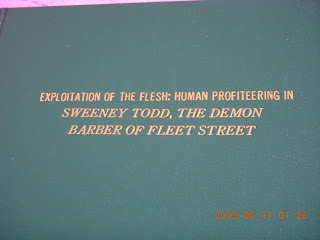 EXPLOITATION OF THE FLESH: HUMAN PROFITEERING IN
SWEENEY TODD, THE DEMON
BARBER OF FLEET STREET